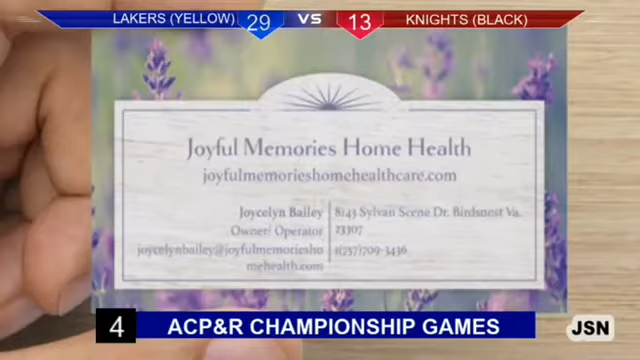 LAKERS (YELLOW) 29 VS 13 KNIGHTS (BLACK)
Joyful Memories Home Health
joyfulmemorieshomehealthcare.com
Joycelyn Bailey
Owner/ Operator
joycelynbailey@joyfulmemoriesho
mehealth.com
8143 Sylvan Scene Dr. Birdsnest Va.
23307
1(757)709-3436
4 ACP&R CHAMPIONSHIP GAMES
JSN